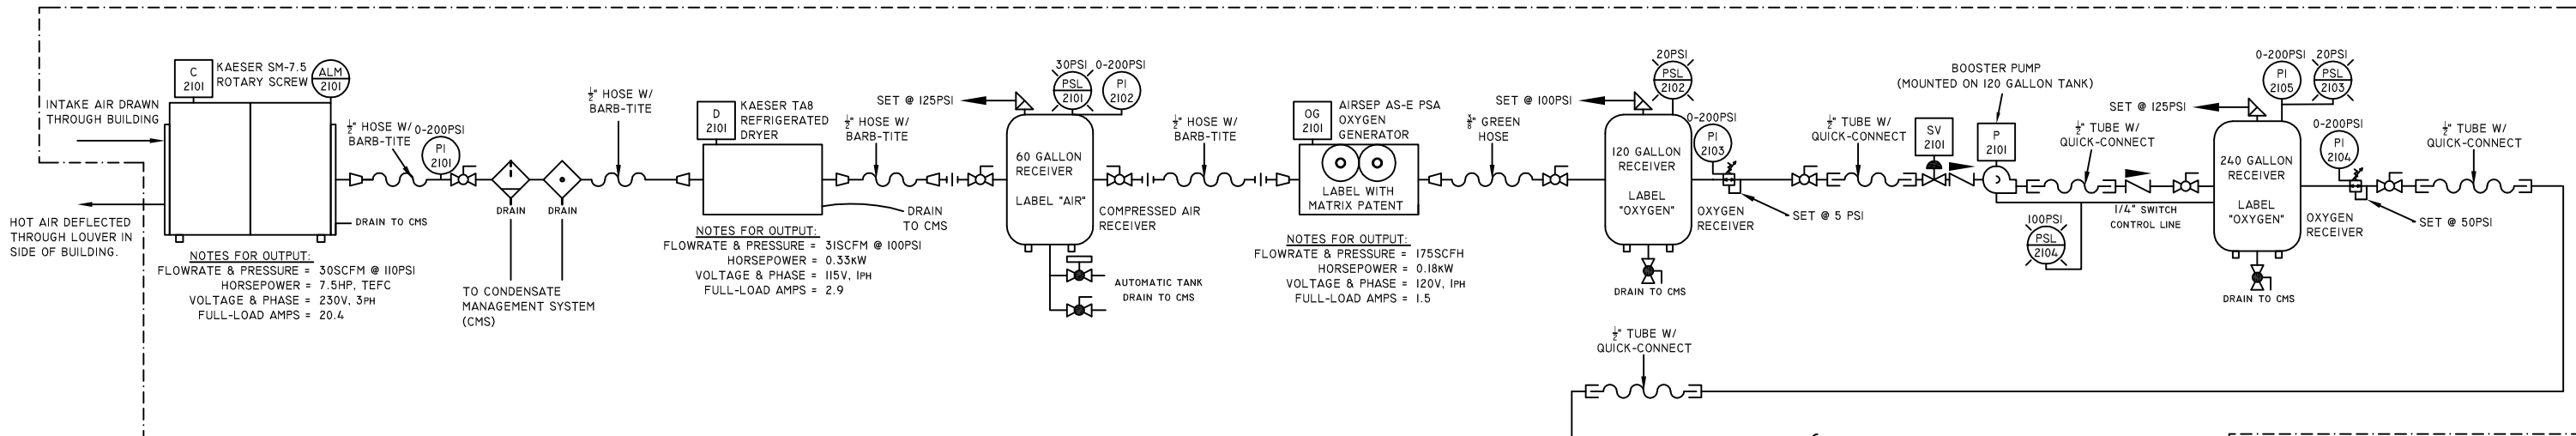 C
2101
KAESER SM-7.5
ROTARY SCREW
ALM
2101
INTAKE AIR DRAWN
THROUGH BUILDING
HOT AIR DEFLECTED
THROUGH LOUVER IN
SIDE OF BUILDING.
DRAIN TO CMS
NOTES FOR OUTPUT:
FLOWRATE & PRESSURE = 30SCFM @ 110PSI
HORSEPOWER = 7.5HP, TEFC
VOLTAGE & PHASE = 230V, 3PH
FULL-LOAD AMPS = 20.4
½" HOSE W/
BARB-TITE
0-200PSI
PI
2101
DRAIN
DRAIN
TO CONDENSATE
MANAGEMENT SYSTEM
(CMS)
½" HOSE W/
BARB-TITE
D
2101
KAESER TA8
REFRIGERATED
DRYER
DRAIN
TO CMS
NOTES FOR OUTPUT:
FLOWRATE & PRESSURE = 31SCFM @ 100PSI
HORSEPOWER = 0.33KW
VOLTAGE & PHASE = 115V, 1PH
FULL-LOAD AMPS = 2.9
½" HOSE W/
BARB-TITE
SET @ 125PSI
30PSI
PSL
2101
0-200PSI
PI
2102
60 GALLON
RECEIVER
LABEL "AIR"
COMPRESSED AIR
RECEIVER
AUTOMATIC TANK
DRAIN TO CMS
½" HOSE W/
BARB-TITE
OG
2101
AIRSEP AS-E PSA
OXYGEN
GENERATOR
LABEL WITH
MATRIX PATENT
NOTES FOR OUTPUT:
FLOWRATE & PRESSURE = 175SCFH
HORSEPOWER = 0.18KW
VOLTAGE & PHASE = 120V, 1PH
FULL-LOAD AMPS = 1.5
⅜" GREEN
HOSE
SET @ 100PSI
20PSI
PSL
2102
120 GALLON
RECEIVER
LABEL
"OXYGEN"
DRAIN TO CMS
0-200PSI
PI
2103
OXYGEN
RECEIVER
SET @ 5 PSI
½" TUBE W/
QUICK-CONNECT
SV
2101
BOOSTER PUMP
(MOUNTED ON 120 GALLON TANK)
P
2101
½" TUBE W/
QUICK-CONNECT
1/4" SWITCH
CONTROL LINE
100PSI
PSL
2104
SET @ 125PSI
0-200PSI
PI
2105
20PSI
PSL
2103
240 GALLON
RECEIVER
LABEL
"OXYGEN"
DRAIN TO CMS
0-200PSI
PI
2104
OXYGEN
RECEIVER
SET @ 50PSI
½" TUBE W/
QUICK-CONNECT
½" TUBE W/
QUICK-CONNECT